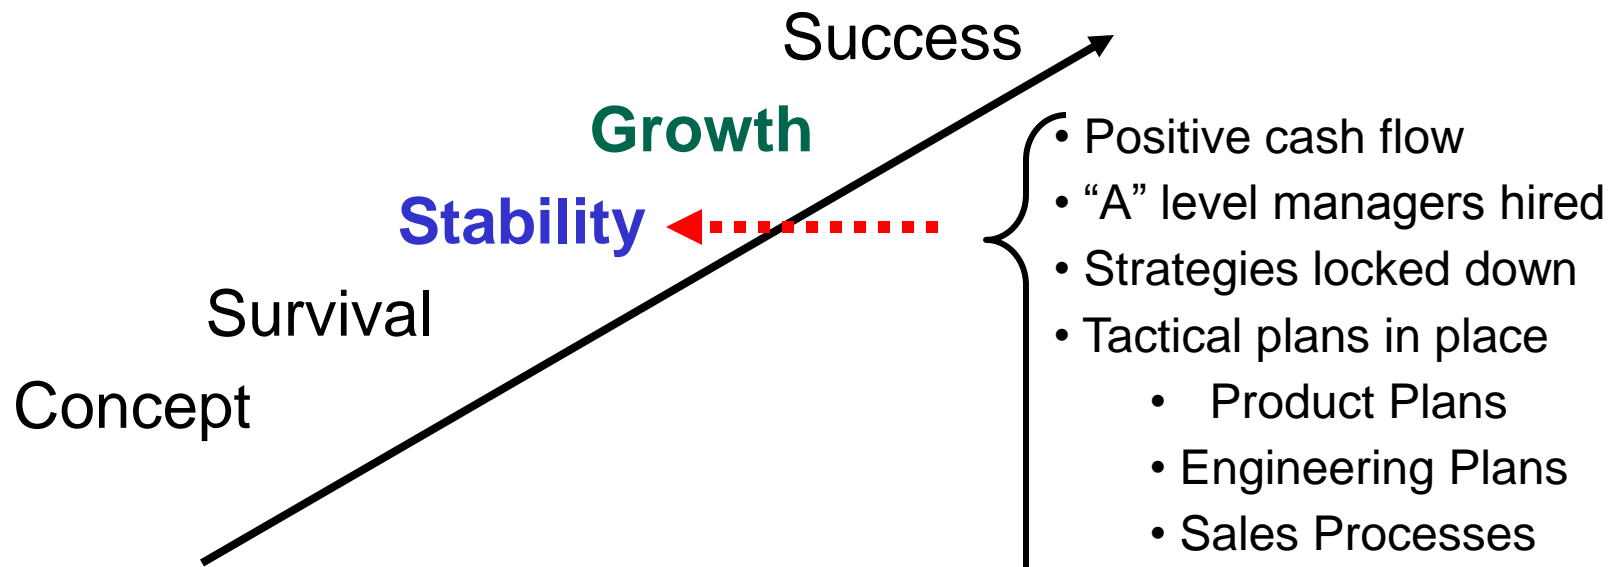 Success
Growth
Stability
Survival
Concept
• Positive cash flow
• “A” level managers hired
• Strategies locked down
• Tactical plans in place
• Product Plans
• Engineering Plans
• Sales Processes